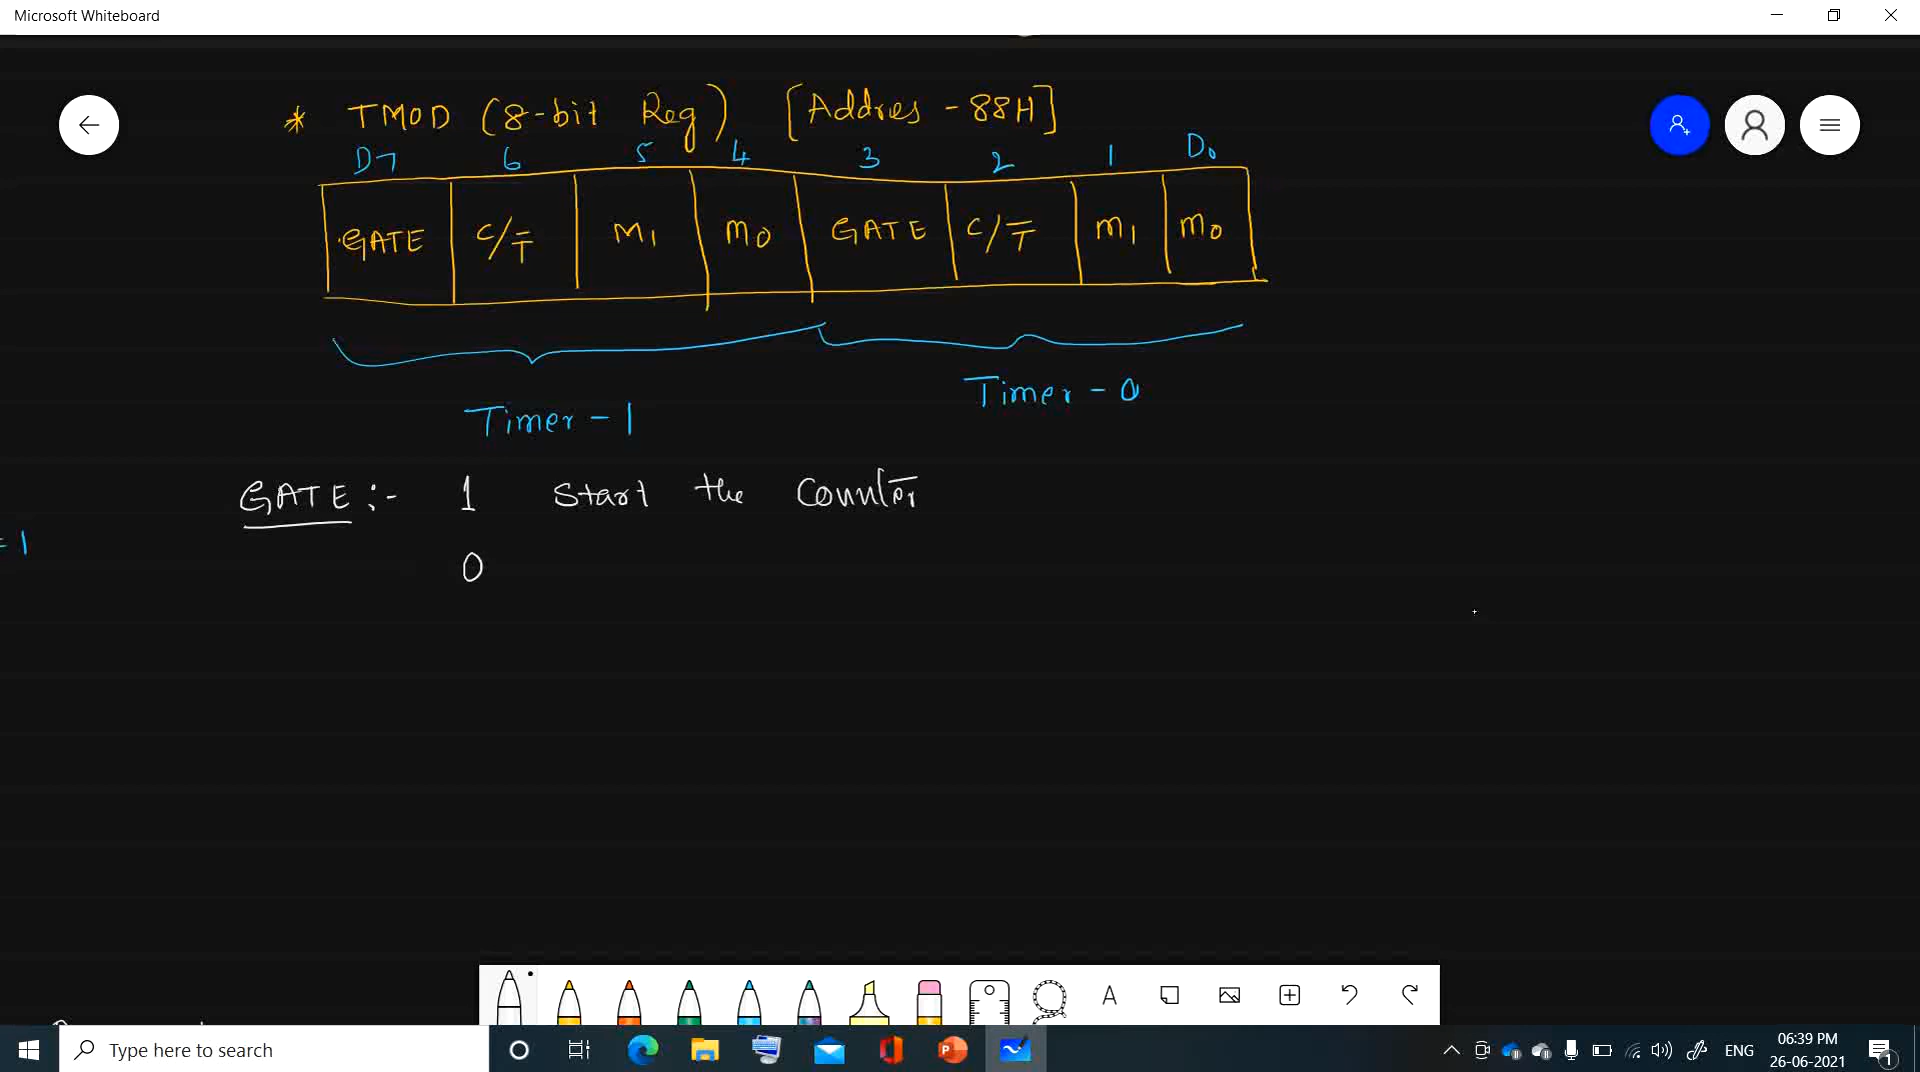 Microsoft Whiteboard
* TMOD (8-bit Reg) [Addres - 88H]
D7 6 5 4 3 2 1 D0
GATE C/T̅ M1 M0 GATE C/T̅ M1 M0
Timer - 1 Timer - 0
GATE :- 1 Start the Counter
= 1
0
A
Type here to search
ENG
06:39 PM
26-06-2021
1